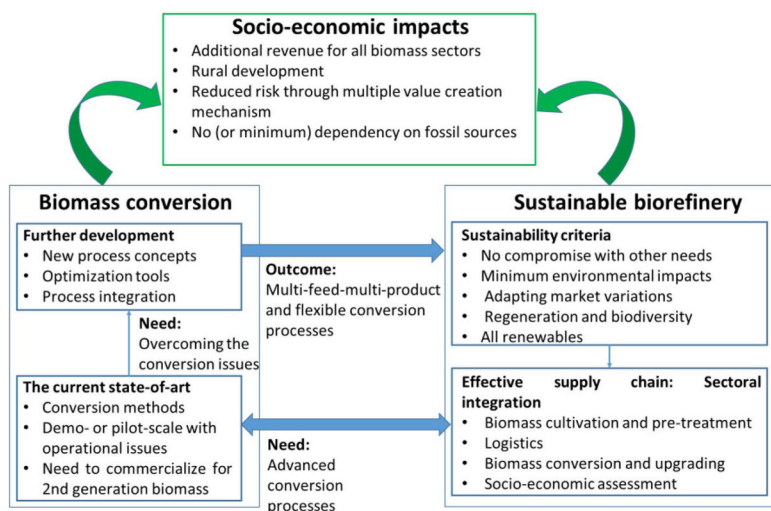 Socio-economic impacts
• Additional revenue for all biomass sectors
• Rural development
• Reduced risk through multiple value creation
mechanism
• No (or minimum) dependency on fossil sources
Biomass conversion
Further development
• New process concepts
• Optimization tools
• Process integration
Need:
Overcoming the
conversion issues
The current state-of-art
• Conversion methods
• Demo- or pilot-scale with
operational issues
• Need to commercialize for
2nd generation biomass
Outcome:
Multi-feed-multi-product
and flexible conversion
processes
Need:
Advanced
conversion
processes
Sustainable biorefinery
Sustainability criteria
• No compromise with other needs
• Minimum environmental impacts
• Adapting market variations
• Regeneration and biodiversity
• All renewables
Effective supply chain: Sectoral
integration
• Biomass cultivation and pre-treatment
• Logistics
• Biomass conversion and upgrading
• Socio-economic assessment